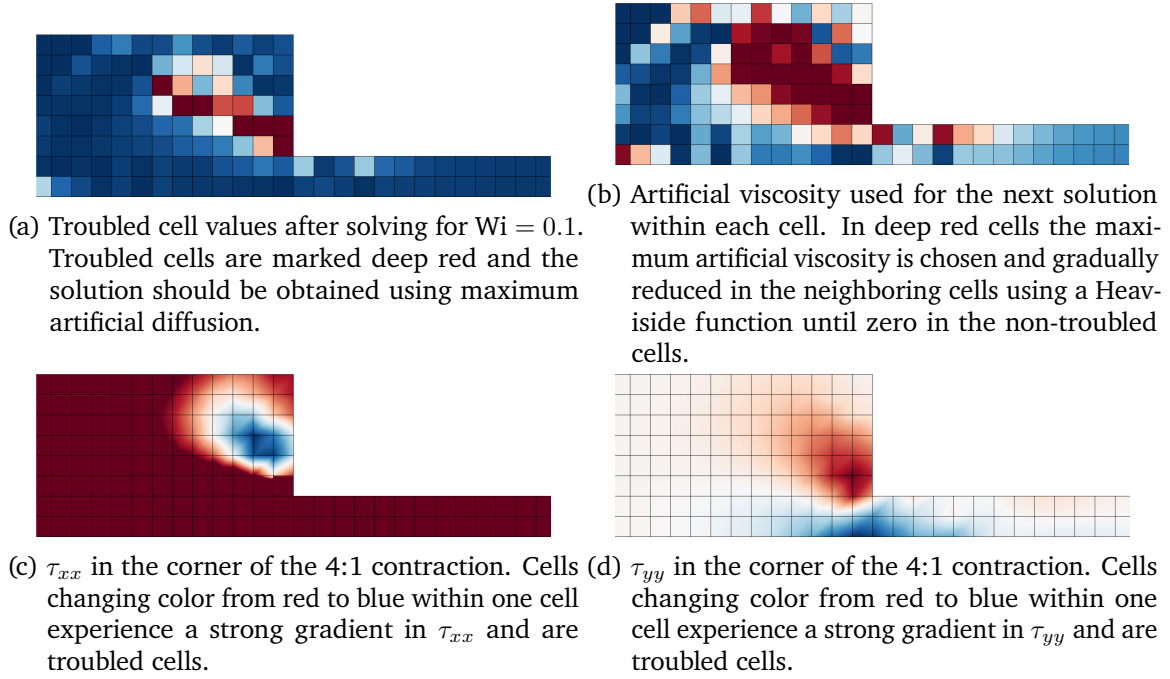 (a) Troubled cell values after solving for Wi = 0.1.
Troubled cells are marked deep red and the
solution should be obtained using maximum
artificial diffusion.
(b) Artificial viscosity used for the next solution
within each cell. In deep red cells the maxi-
mum artificial viscosity is chosen and gradually
reduced in the neighboring cells using a Heav-
iside function until zero in the non-troubled
cells.
(c) τxx in the corner of the 4:1 contraction. Cells
changing color from red to blue within one cell
experience a strong gradient in τxx and are
troubled cells.
(d) τyy in the corner of the 4:1 contraction. Cells
changing color from red to blue within one
cell experience a strong gradient in τyy and are
troubled cells.